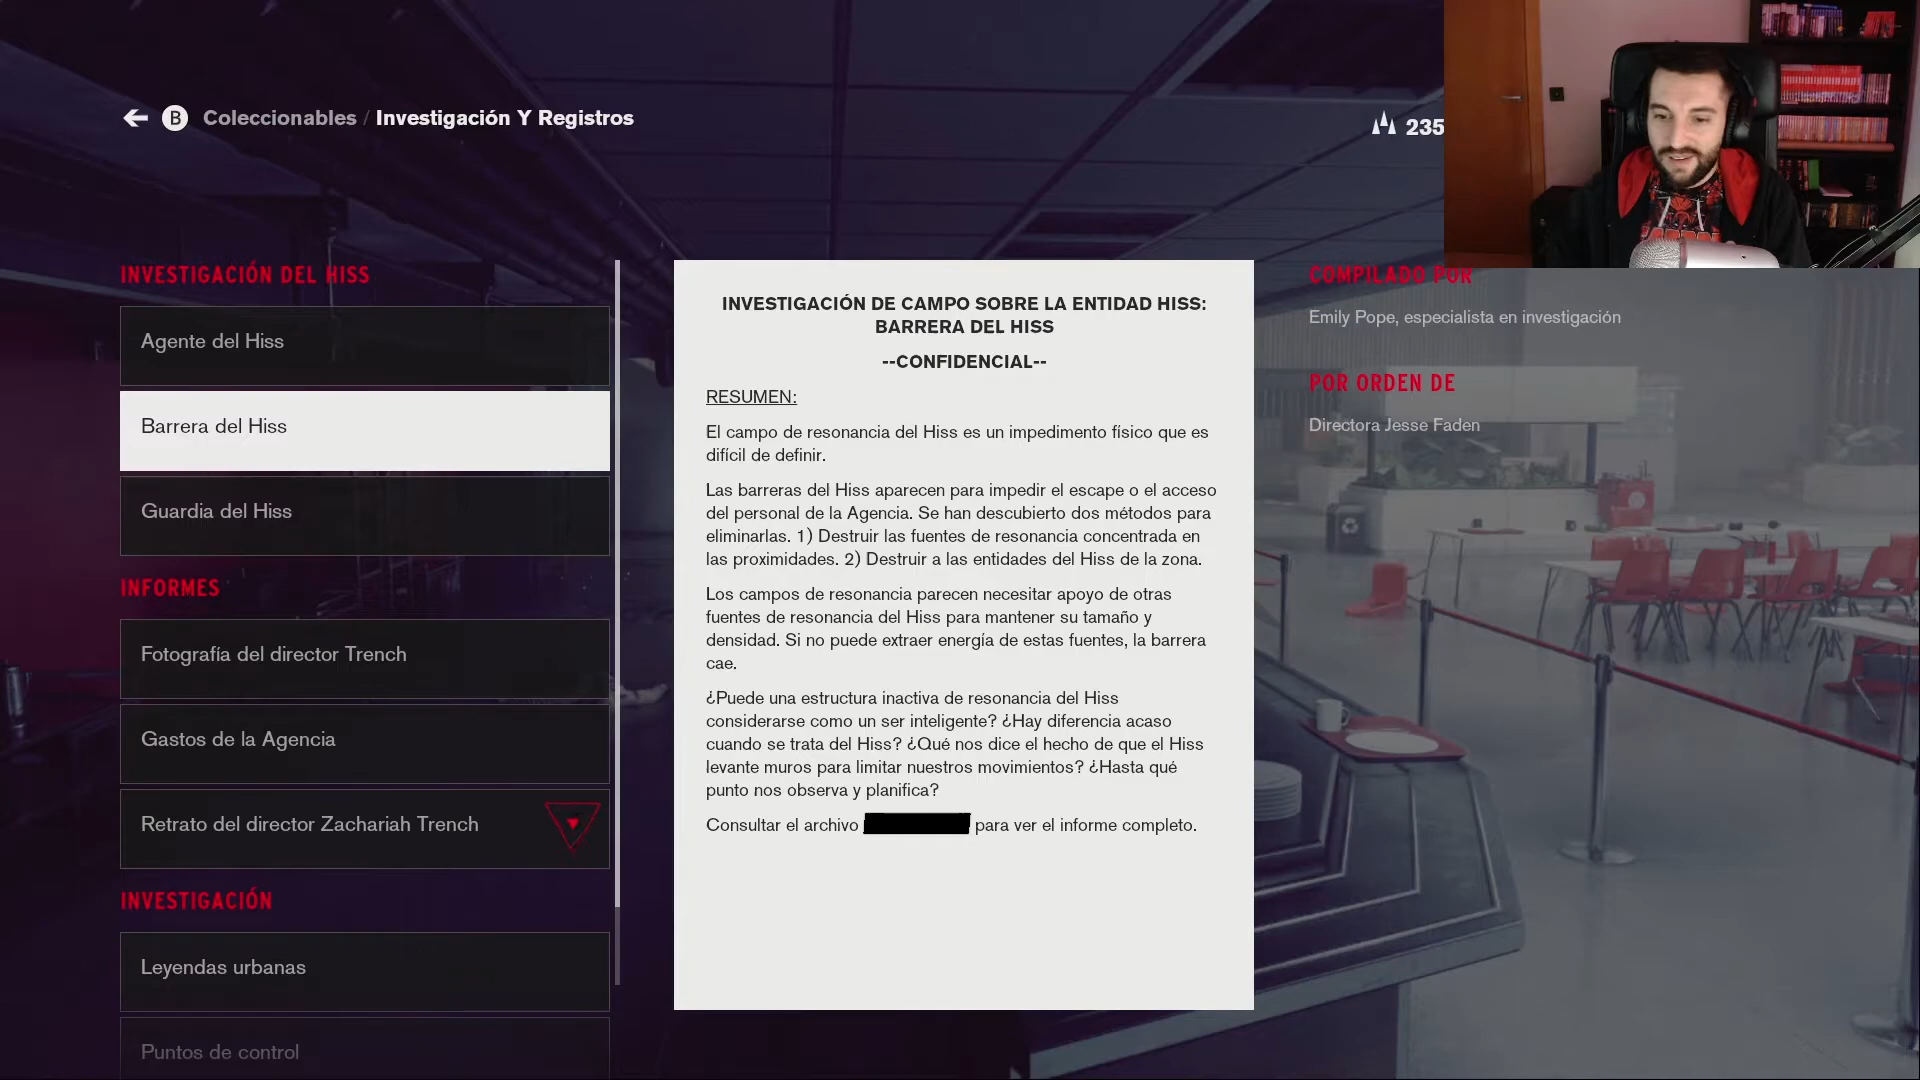 B Coleccionables / Investigación Y Registros
235
INVESTIGACIÓN DEL HISS
Agente del Hiss
Barrera del Hiss
Guardia del Hiss
INFORMES
Fotografía del director Trench
Gastos de la Agencia
Retrato del director Zachariah Trench
INVESTIGACIÓN
Leyendas urbanas
Puntos de control
INVESTIGACIÓN DE CAMPO SOBRE LA ENTIDAD HISS:
BARRERA DEL HISS
--CONFIDENCIAL--
RESUMEN:
El campo de resonancia del Hiss es un impedimento físico que es
difícil de definir.
Las barreras del Hiss aparecen para impedir el escape o el acceso
del personal de la Agencia. Se han descubierto dos métodos para
eliminarlas. 1) Destruir las fuentes de resonancia concentrada en
las proximidades. 2) Destruir a las entidades del Hiss de la zona.
Los campos de resonancia parecen necesitar apoyo de otras
fuentes de resonancia del Hiss para mantener su tamaño y
densidad. Si no puede extraer energía de estas fuentes, la barrera
cae.
¿Puede una estructura inactiva de resonancia del Hiss
considerarse como un ser inteligente? ¿Hay diferencia acaso
cuando se trata del Hiss? ¿Qué nos dice el hecho de que el Hiss
levante muros para limitar nuestros movimientos? ¿Hasta qué
punto nos observa y planifica?
Consultar el archivo para ver el informe completo.
COMPILADO POR
Emily Pope, especialista en investigación
POR ORDEN DE
Directora Jesse Faden